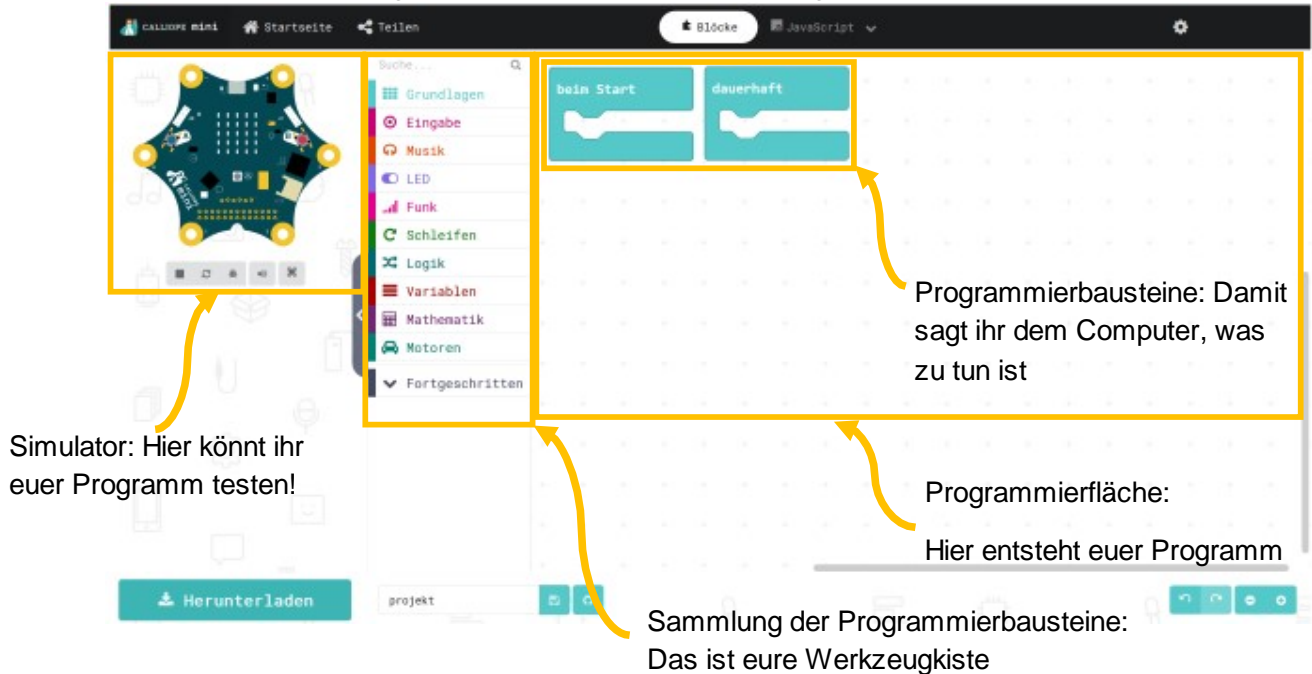 CALLIOPE mini
Startseite
Teilen
Blöcke
JavaScript
Suche...
Grundlagen
Eingabe
Musik
LED
Funk
Schleifen
Logik
Variablen
Mathematik
Motoren
Fortgeschritten
beim Start
dauerhaft
A
B
mini
Programmierbausteine: Damit
sagt ihr dem Computer, was
zu tun ist
Simulator: Hier könnt ihr
euer Programm testen!
Programmierfläche:
Hier entsteht euer Programm
Herunterladen
projekt
Sammlung der Programmierbausteine:
Das ist eure Werkzeugkiste